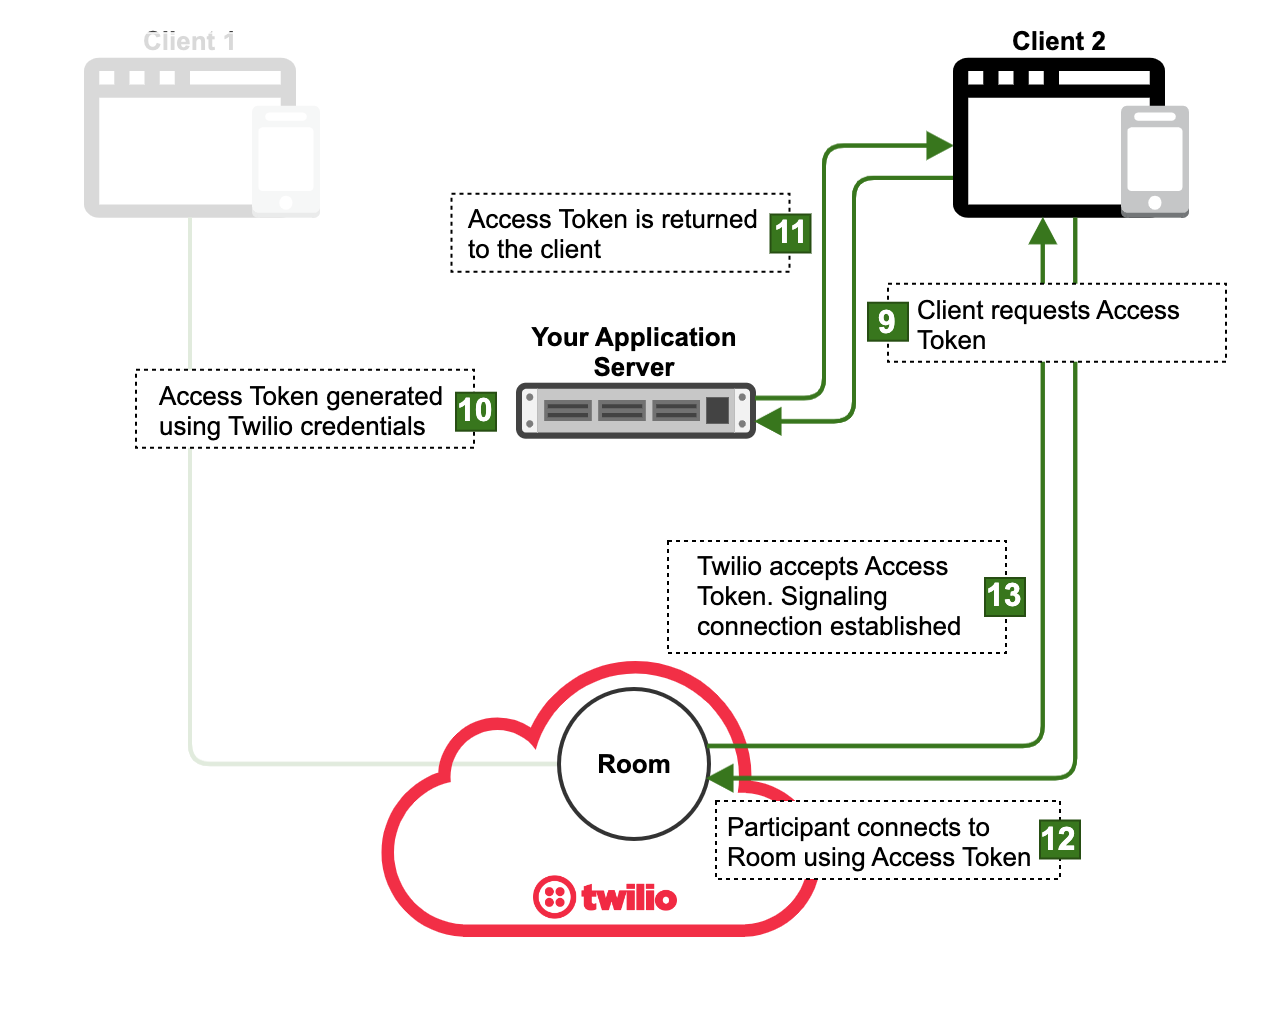 Client 1
Client 2
Access Token is returned
to the client
11
9
Client requests Access
Token
Your Application
Server
Access Token generated
using Twilio credentials
10
Twilio accepts Access
Token. Signaling
connection established
13
Room
Participant connects to
Room using Access Token
12
twilio